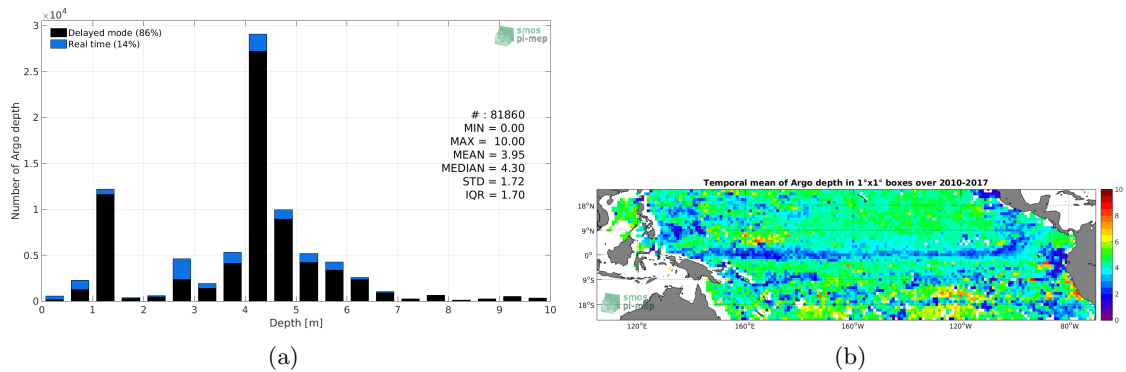 ×10⁴
3
2.5
2
1.5
1
0.5
0
Number of Argo depth
Delayed mode (86%)
Real time (14%)
smos
pi-mep
# : 81860
MIN = 0.00
MAX = 10.00
MEAN = 3.95
MEDIAN = 4.30
STD = 1.72
IQR = 1.70
0 1 2 3 4 5 6 7 8 9 10
Depth [m]
(a)
Temporal mean of Argo depth in 1°x1° boxes over 2010-2017
18°N
9°N
0°
9°S
18°S
smos
pi-mep
120°E 160°E 160°W 120°W 80°W
10
8
6
5
4
3
2
1
0
(b)